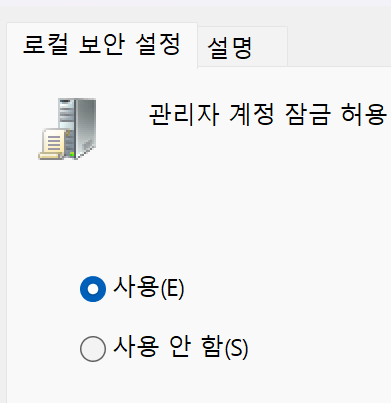 로컬 보안 설정 설명
관리자 계정 잠금 허용
사용(E)
사용 안 함(S)